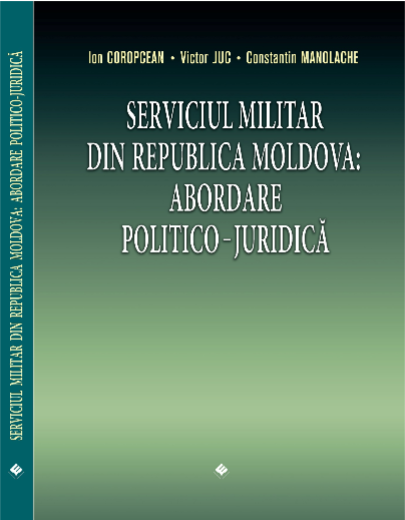 Ion COROPCEAN • Victor JUC • Constantin MANOLACHE
SERVICIUL MILITAR
DIN REPUBLICA MOLDOVA:
ABORDARE
POLITICO-JURIDICĂ
SERVICIUL MILITAR DIN REPUBLICA MOLDOVA: ABORDARE POLITICO-JURIDICĂ